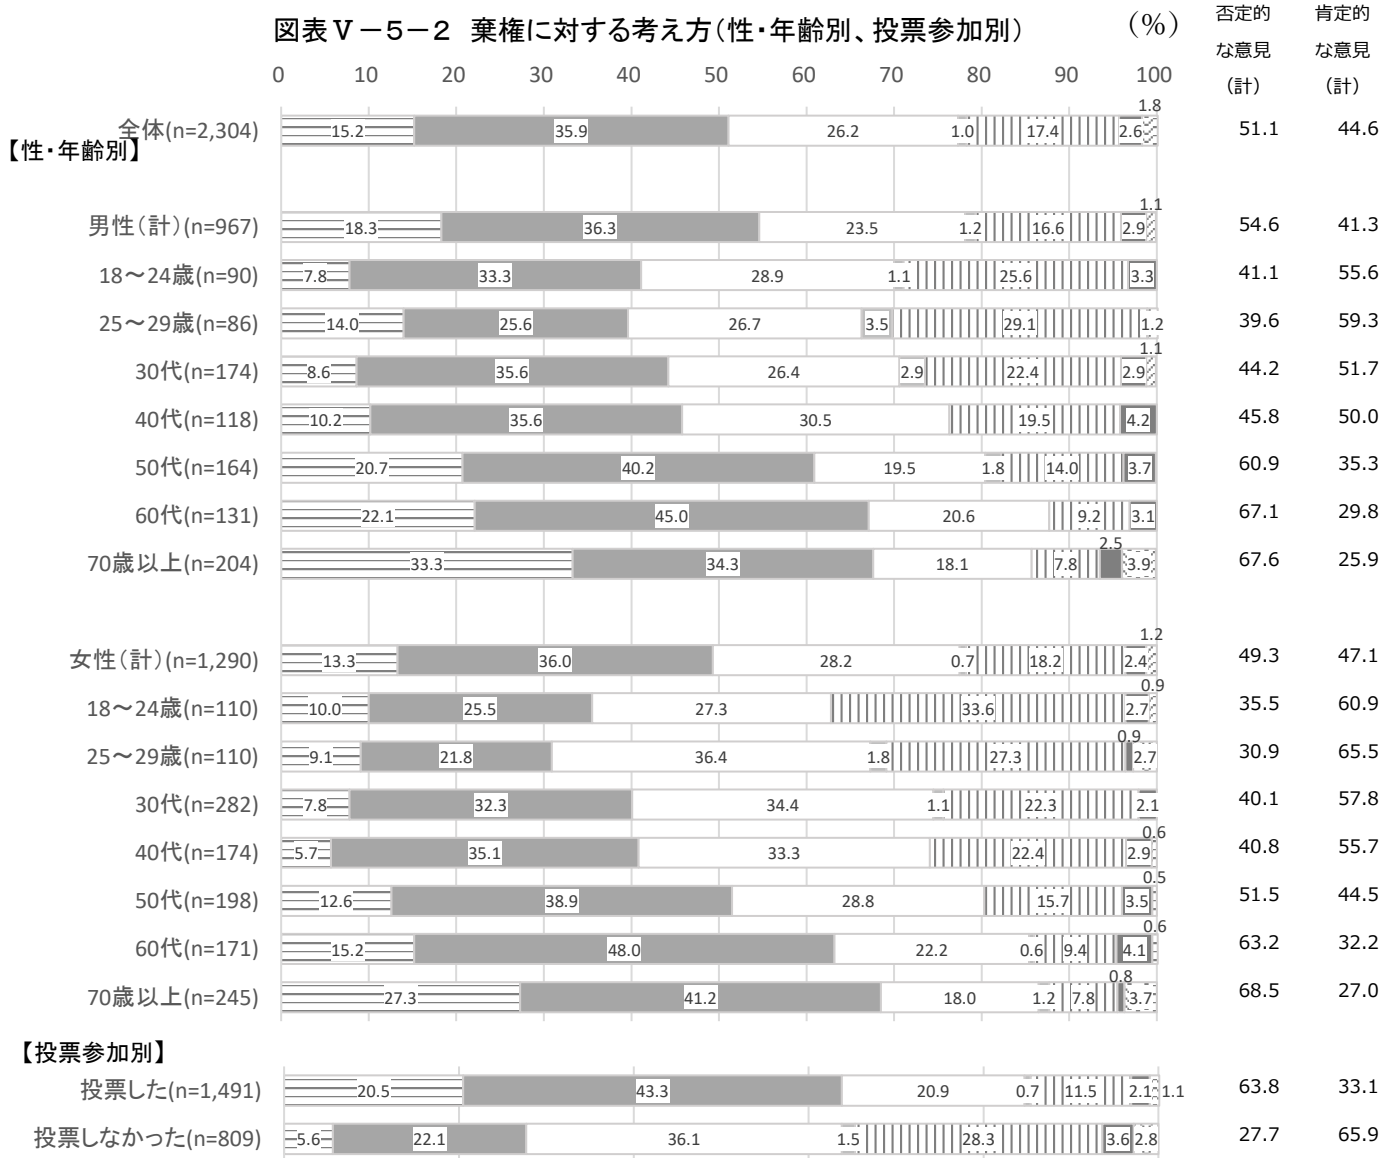 図表Ⅴ－５－２ 棄権に対する考え方（性・年齢別、投票参加別） （％） 否定的な意見（計） 肯定的な意見（計）
0 10 20 30 40 50 60 70 80 90 100
全体(n=2,304) 15.2 35.9 26.2 1.0 17.4 2.6 1.8 51.1 44.6
【性・年齢別】
男性（計）(n=967) 18.3 36.3 23.5 1.2 16.6 2.9 1.1 54.6 41.3
18～24歳(n=90) 7.8 33.3 28.9 1.1 25.6 3.3 41.1 55.6
25～29歳(n=86) 14.0 25.6 26.7 3.5 29.1 1.2 39.6 59.3
30代(n=174) 8.6 35.6 26.4 2.9 22.4 2.9 1.1 44.2 51.7
40代(n=118) 10.2 35.6 30.5 19.5 4.2 45.8 50.0
50代(n=164) 20.7 40.2 19.5 1.8 14.0 3.7 60.9 35.3
60代(n=131) 22.1 45.0 20.6 9.2 3.1 67.1 29.8
70歳以上(n=204) 33.3 34.3 18.1 7.8 2.5 3.9 67.6 25.9
女性（計）(n=1,290) 13.3 36.0 28.2 0.7 18.2 2.4 1.2 49.3 47.1
18～24歳(n=110) 10.0 25.5 27.3 33.6 2.7 0.9 35.5 60.9
25～29歳(n=110) 9.1 21.8 36.4 1.8 27.3 0.9 2.7 30.9 65.5
30代(n=282) 7.8 32.3 34.4 1.1 22.3 2.1 40.1 57.8
40代(n=174) 5.7 35.1 33.3 22.4 2.9 0.6 40.8 55.7
50代(n=198) 12.6 38.9 28.8 15.7 3.5 0.5 51.5 44.5
60代(n=171) 15.2 48.0 22.2 0.6 9.4 4.1 0.6 63.2 32.2
70歳以上(n=245) 27.3 41.2 18.0 1.2 7.8 0.8 3.7 68.5 27.0
【投票参加別】
投票した(n=1,491) 20.5 43.3 20.9 0.7 11.5 2.1 1.1 63.8 33.1
投票しなかった(n=809) 5.6 22.1 36.1 1.5 28.3 3.6 2.8 27.7 65.9